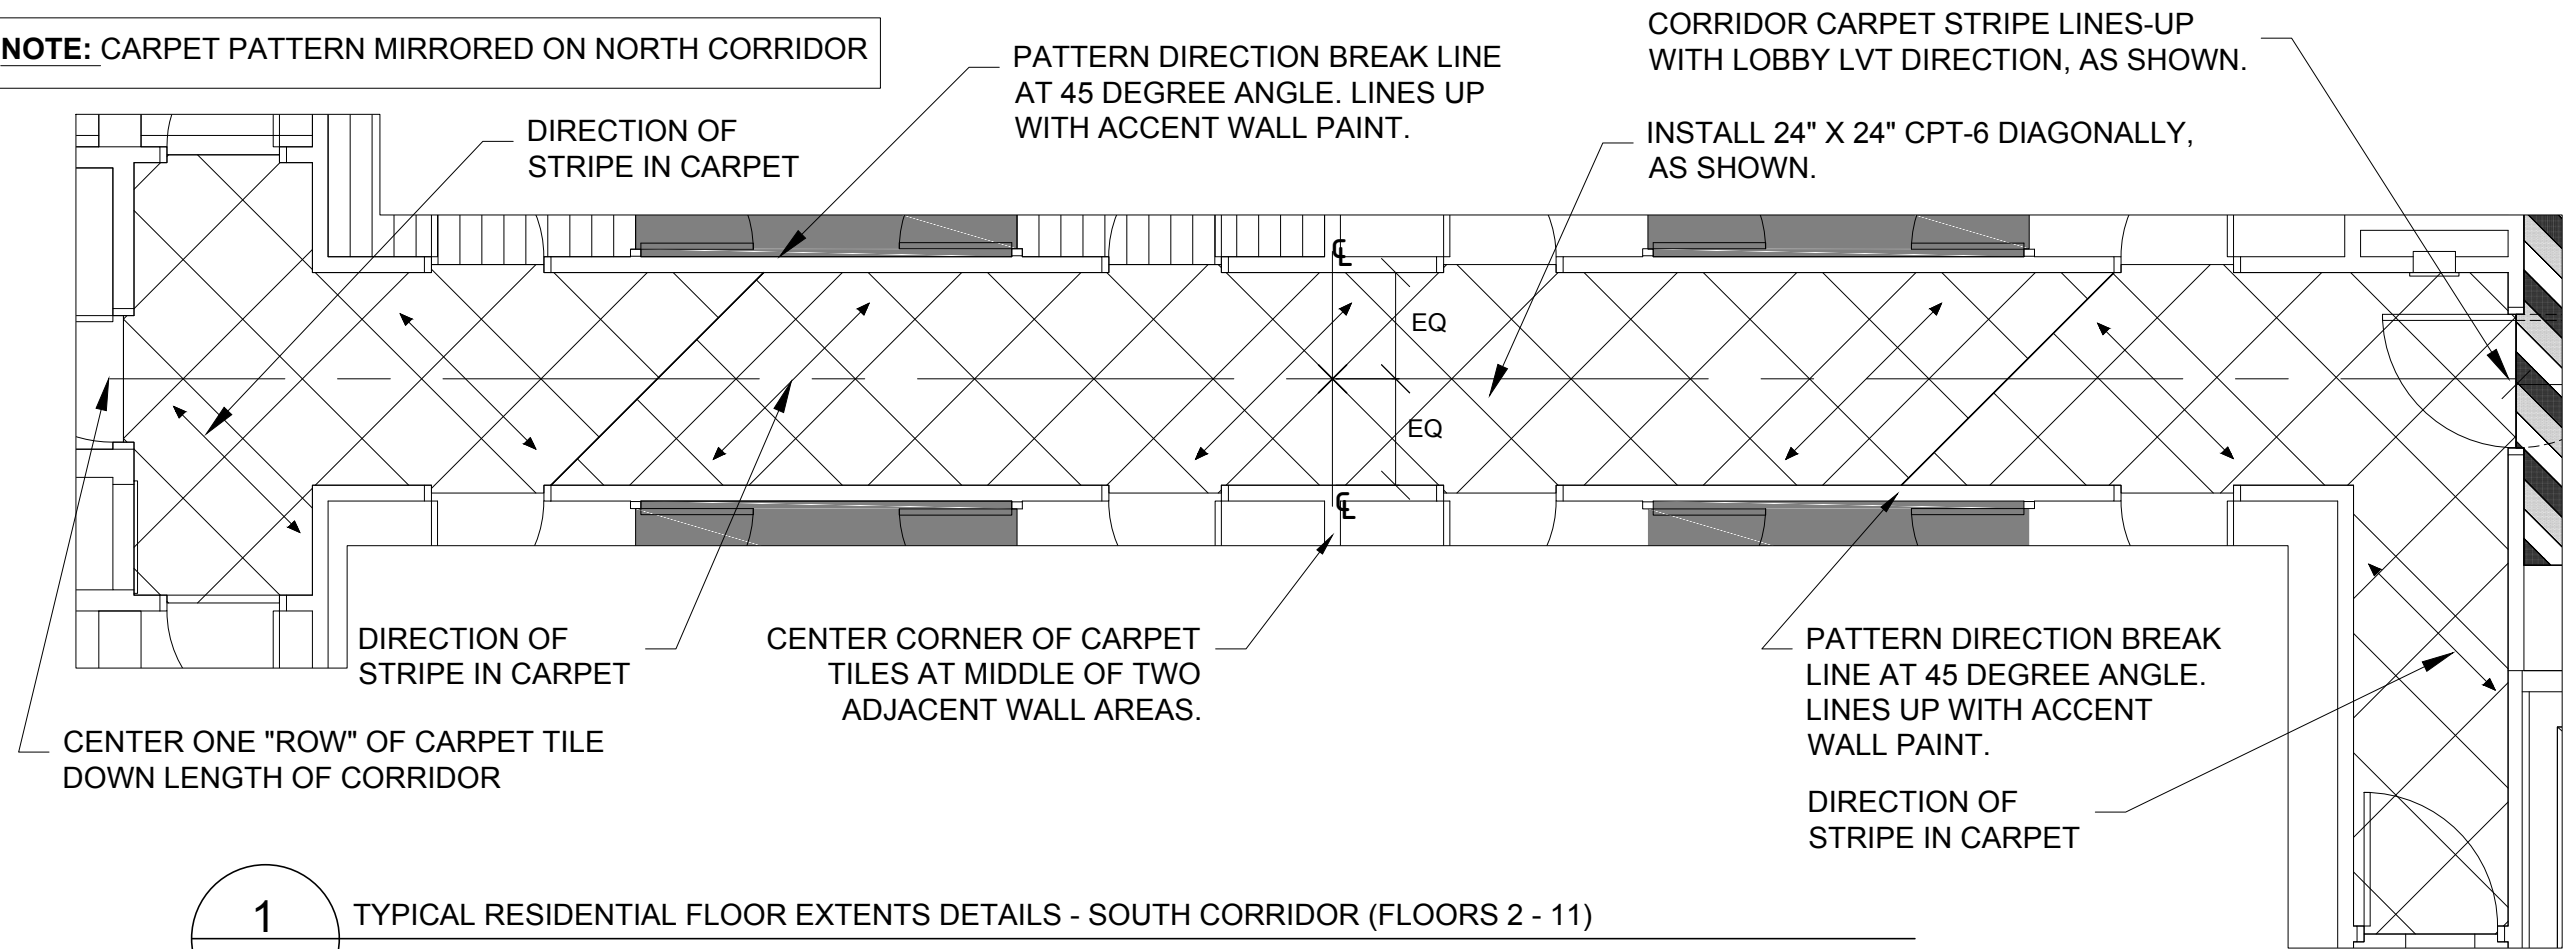 NOTE: CARPET PATTERN MIRRORED ON NORTH CORRIDOR
DIRECTION OF
STRIPE IN CARPET
PATTERN DIRECTION BREAK LINE
AT 45 DEGREE ANGLE. LINES UP
WITH ACCENT WALL PAINT.
CORRIDOR CARPET STRIPE LINES-UP
WITH LOBBY LVT DIRECTION, AS SHOWN.
INSTALL 24" X 24" CPT-6 DIAGONALLY,
AS SHOWN.
℄
EQ
EQ
℄
DIRECTION OF
STRIPE IN CARPET
CENTER CORNER OF CARPET
TILES AT MIDDLE OF TWO
ADJACENT WALL AREAS.
PATTERN DIRECTION BREAK
LINE AT 45 DEGREE ANGLE.
LINES UP WITH ACCENT
WALL PAINT.
CENTER ONE "ROW" OF CARPET TILE
DOWN LENGTH OF CORRIDOR
DIRECTION OF
STRIPE IN CARPET
1
TYPICAL RESIDENTIAL FLOOR EXTENTS DETAILS - SOUTH CORRIDOR (FLOORS 2 - 11)